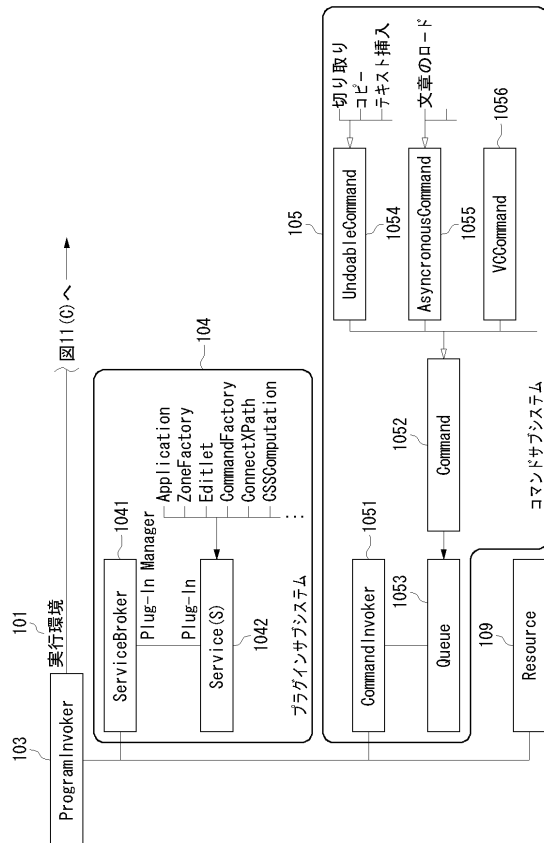 101
実行環境
103
ProgramInvoker
図11(C)へ
104
1041
ServiceBroker
Plug-In Manager
Plug-In
Service(S)
1042
Application
ZoneFactory
Editlet
CommandFactory
ConnectXPath
CSSComputation
プラグインサブシステム
105
1051
CommandInvoker
1053
Queue
1052
Command
UndoableCommand
1054
切り取り
コピー
テキスト挿入
AsyncronousCommand
1055
文章のロード
VCCommand
1056
コマンドサブシステム
109
Resource